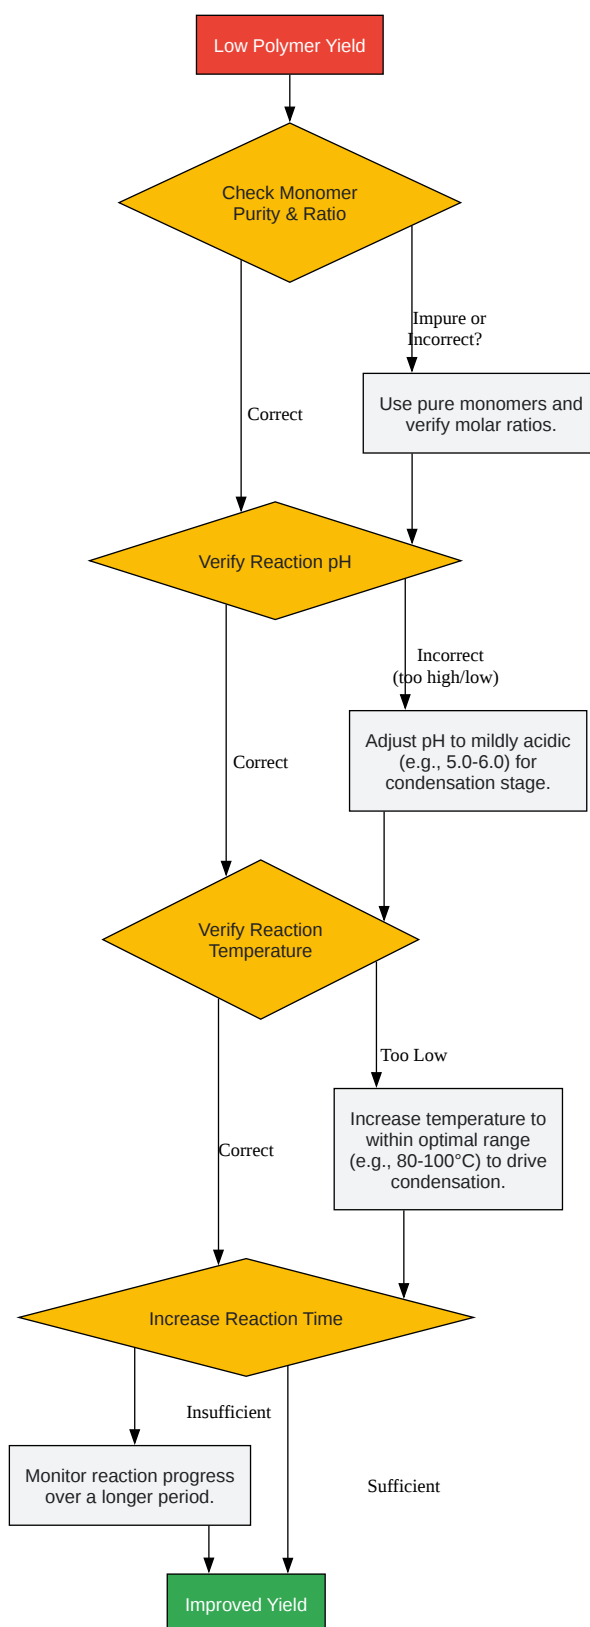 Low Polymer Yield
Check Monomer
Purity & Ratio
Impure or
Incorrect?
Correct
Use pure monomers and
verify molar ratios.
Verify Reaction pH
Incorrect
(too high/low)
Correct
Adjust pH to mildly acidic
(e.g., 5.0-6.0) for
condensation stage.
Verify Reaction
Temperature
Too Low
Correct
Increase temperature to
within optimal range
(e.g., 80-100°C) to drive
condensation.
Increase Reaction Time
Insufficient
Sufficient
Monitor reaction progress
over a longer period.
Improved Yield